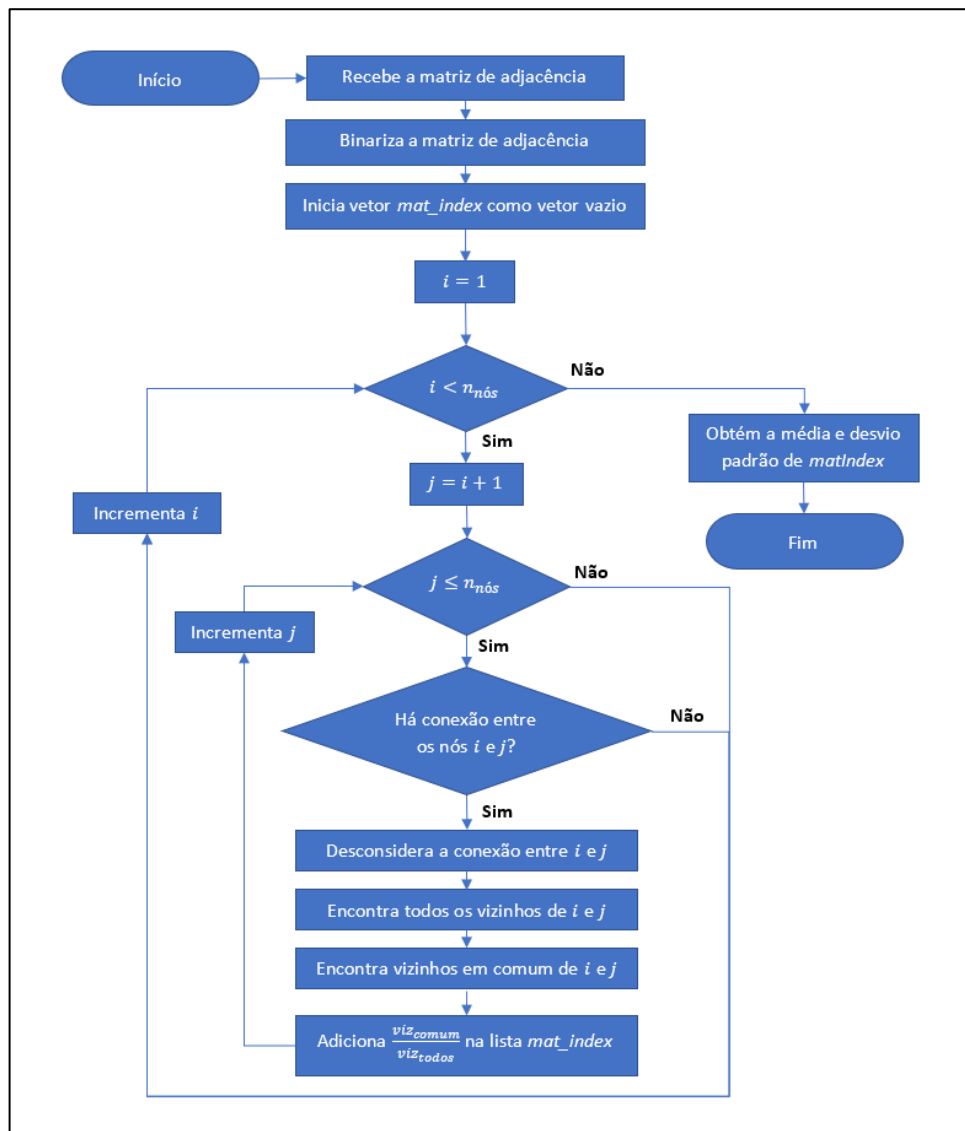 Início
Recebe a matriz de adjacência
Binariza a matriz de adjacência
Inicia vetor mat_index como vetor vazio
i = 1
Não
i < n_nós
Sim
Obtém a média e desvio
padrão de matIndex
j = i + 1
Incrementa i
Fim
j ≤ n_nós
Não
Incrementa j
Sim
Há conexão entre
os nós i e j?
Não
Sim
Desconsidera a conexão entre i e j
Encontra todos os vizinhos de i e j
Encontra vizinhos em comum de i e j
Adiciona viz_comum/viz_todos na lista mat_index